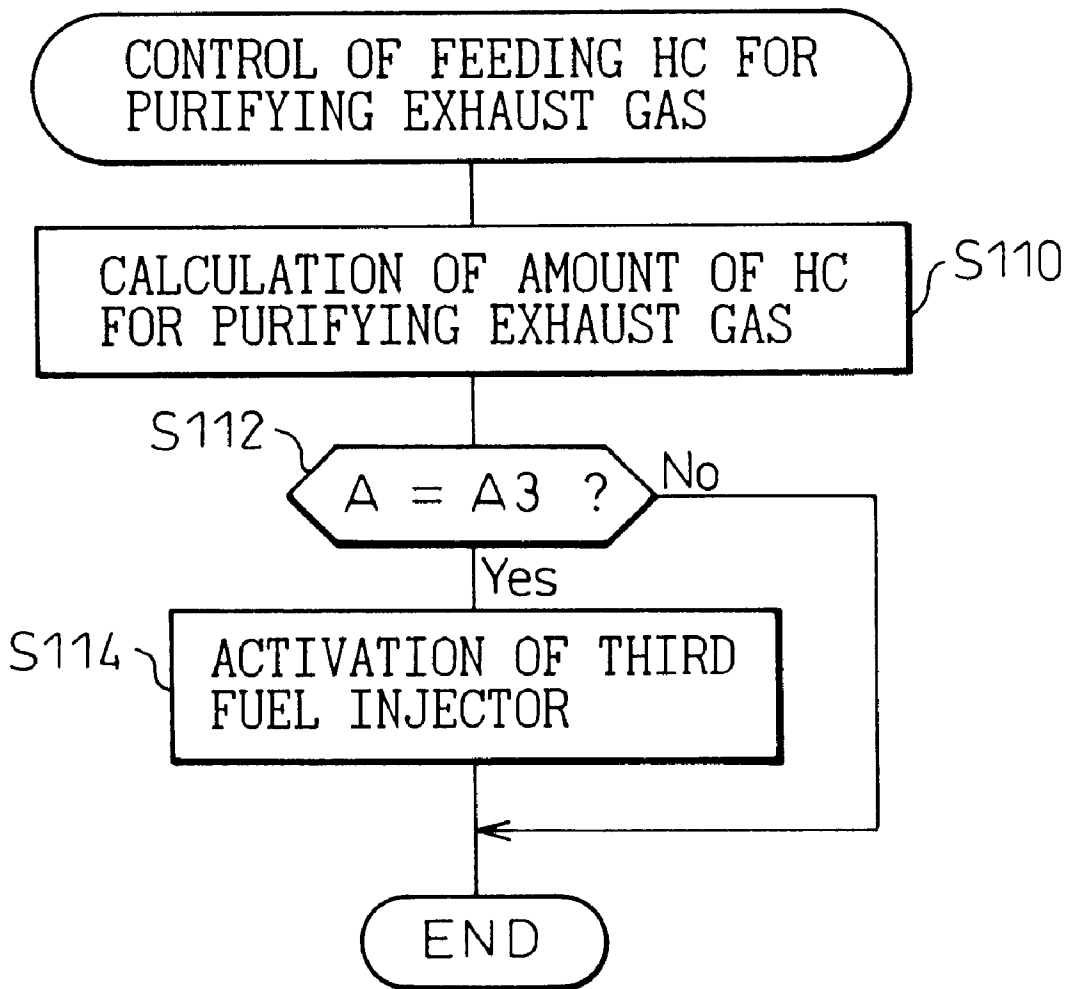 CONTROL OF FEEDING HC FOR
PURIFYING EXHAUST GAS
CALCULATION OF AMOUNT OF HC
FOR PURIFYING EXHAUST GAS
S110
S112
A = A3 ?
No
Yes
S114
ACTIVATION OF THIRD
FUEL INJECTOR
END